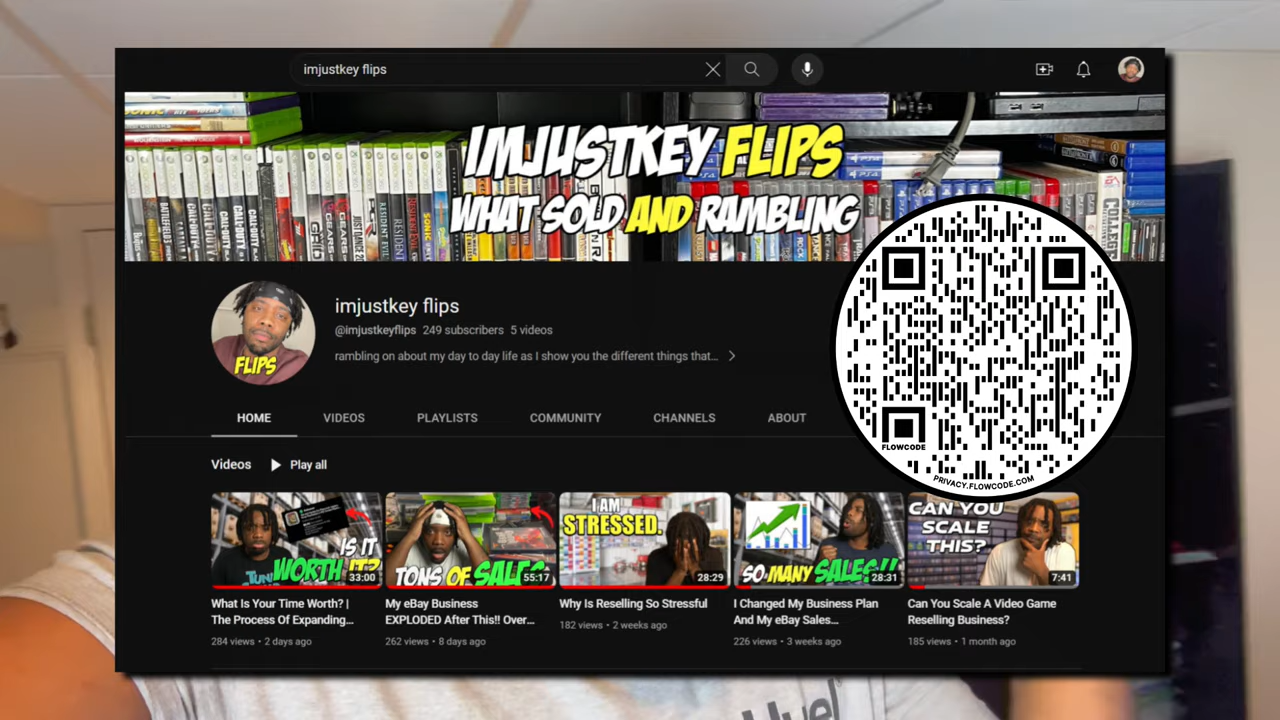 imjustkey flips
IMJUSTKEY FLIPS
WHAT SOLD AND RAMBLING
imjustkey flips
@imjustkeyflips 249 subscribers 5 videos
rambling on about my day to day life as I show you the different things that...
FLIPS
HOME VIDEOS PLAYLISTS COMMUNITY CHANNELS ABOUT
FLOWCODE
PRIVACY.FLOWCODE.COM
Videos Play all
IS IT
WORTH IT?
33:00
TONS OF SALES
55:17
I AM
STRESSED.
28:29
SO MANY SALES!!
28:31
CAN YOU
SCALE
THIS?
7:41
What Is Your Time Worth? |
The Process Of Expanding...
284 views • 2 days ago
My eBay Business
EXPLODED After This!! Over...
262 views • 8 days ago
Why Is Reselling So Stressful
182 views • 2 weeks ago
I Changed My Business Plan
And My eBay Sales...
226 views • 3 weeks ago
Can You Scale A Video Game
Reselling Business?
185 views • 1 month ago